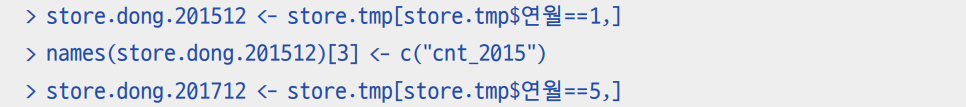 > store.dong.201512 <- store.tmp[store.tmp$연월==1,]
> names(store.dong.201512)[3] <- c("cnt_2015")
> store.dong.201712 <- store.tmp[store.tmp$연월==5,]